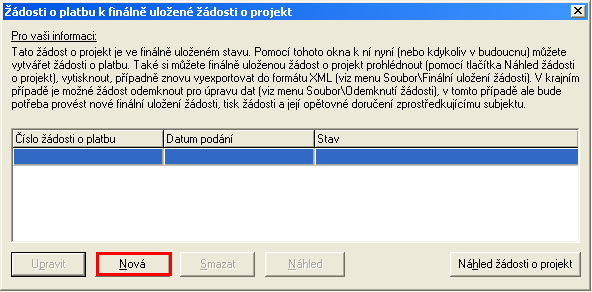 Žádosti o platbu k finálně uložené žádosti o projekt
Pro vaši informaci:
Tato žádost o projekt je ve finálně uloženém stavu. Pomocí tohoto okna k ní nyní (nebo kdykoliv v budoucnu) můžete
vytvářet žádosti o platbu. Také si můžete finálně uloženou žádost o projekt prohlédnout (pomocí tlačítka Náhled žádosti
o projekt), vytisknout, případně znovu vyexportovat do formátu XML (viz menu Soubor\Finální uložení žádosti). V krajním
případě je možné žádost odemknout pro úpravu dat (viz menu Soubor\Odemknutí žádosti), v tomto případě ale bude
potřeba provést nové finální uložení žádosti, tisk žádosti a její opětovné doručení zprostředkujícímu subjektu.
Číslo žádosti o platbu Datum podání Stav
Upravit Nová Smazat Náhled Náhled žádosti o projekt